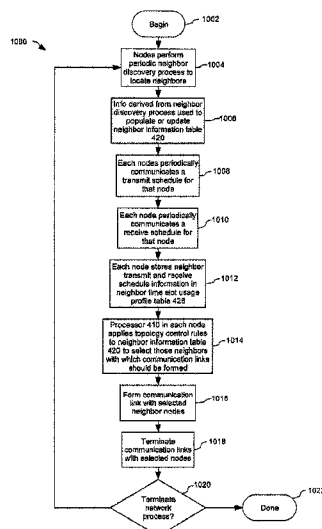 1000
Begin
1002
Nodes perform
periodic neighbor
discovery process to
locate neighbors
1004
Info derived from neighbor
discovery process used to
populate or update
neighbor information table
420
1006
Each nodes periodically
communicates a
transmit schedule for
that node
1008
Each node periodically
communicates a
receive schedule for
that node
1010
Each node stores neighbor
transmit and receive
schedule information in
neighbor time slot usage
profile table 428
1012
Processor 410 in each node
applies topology control rules
to neighbor information table
420 to select those neighbors
with which communication links
should be formed
1014
Form communication
link with selected
neighbor nodes
1016
Terminate
communication links
with selected nodes
1018
Terminate
network
process?
1020
Done
1022